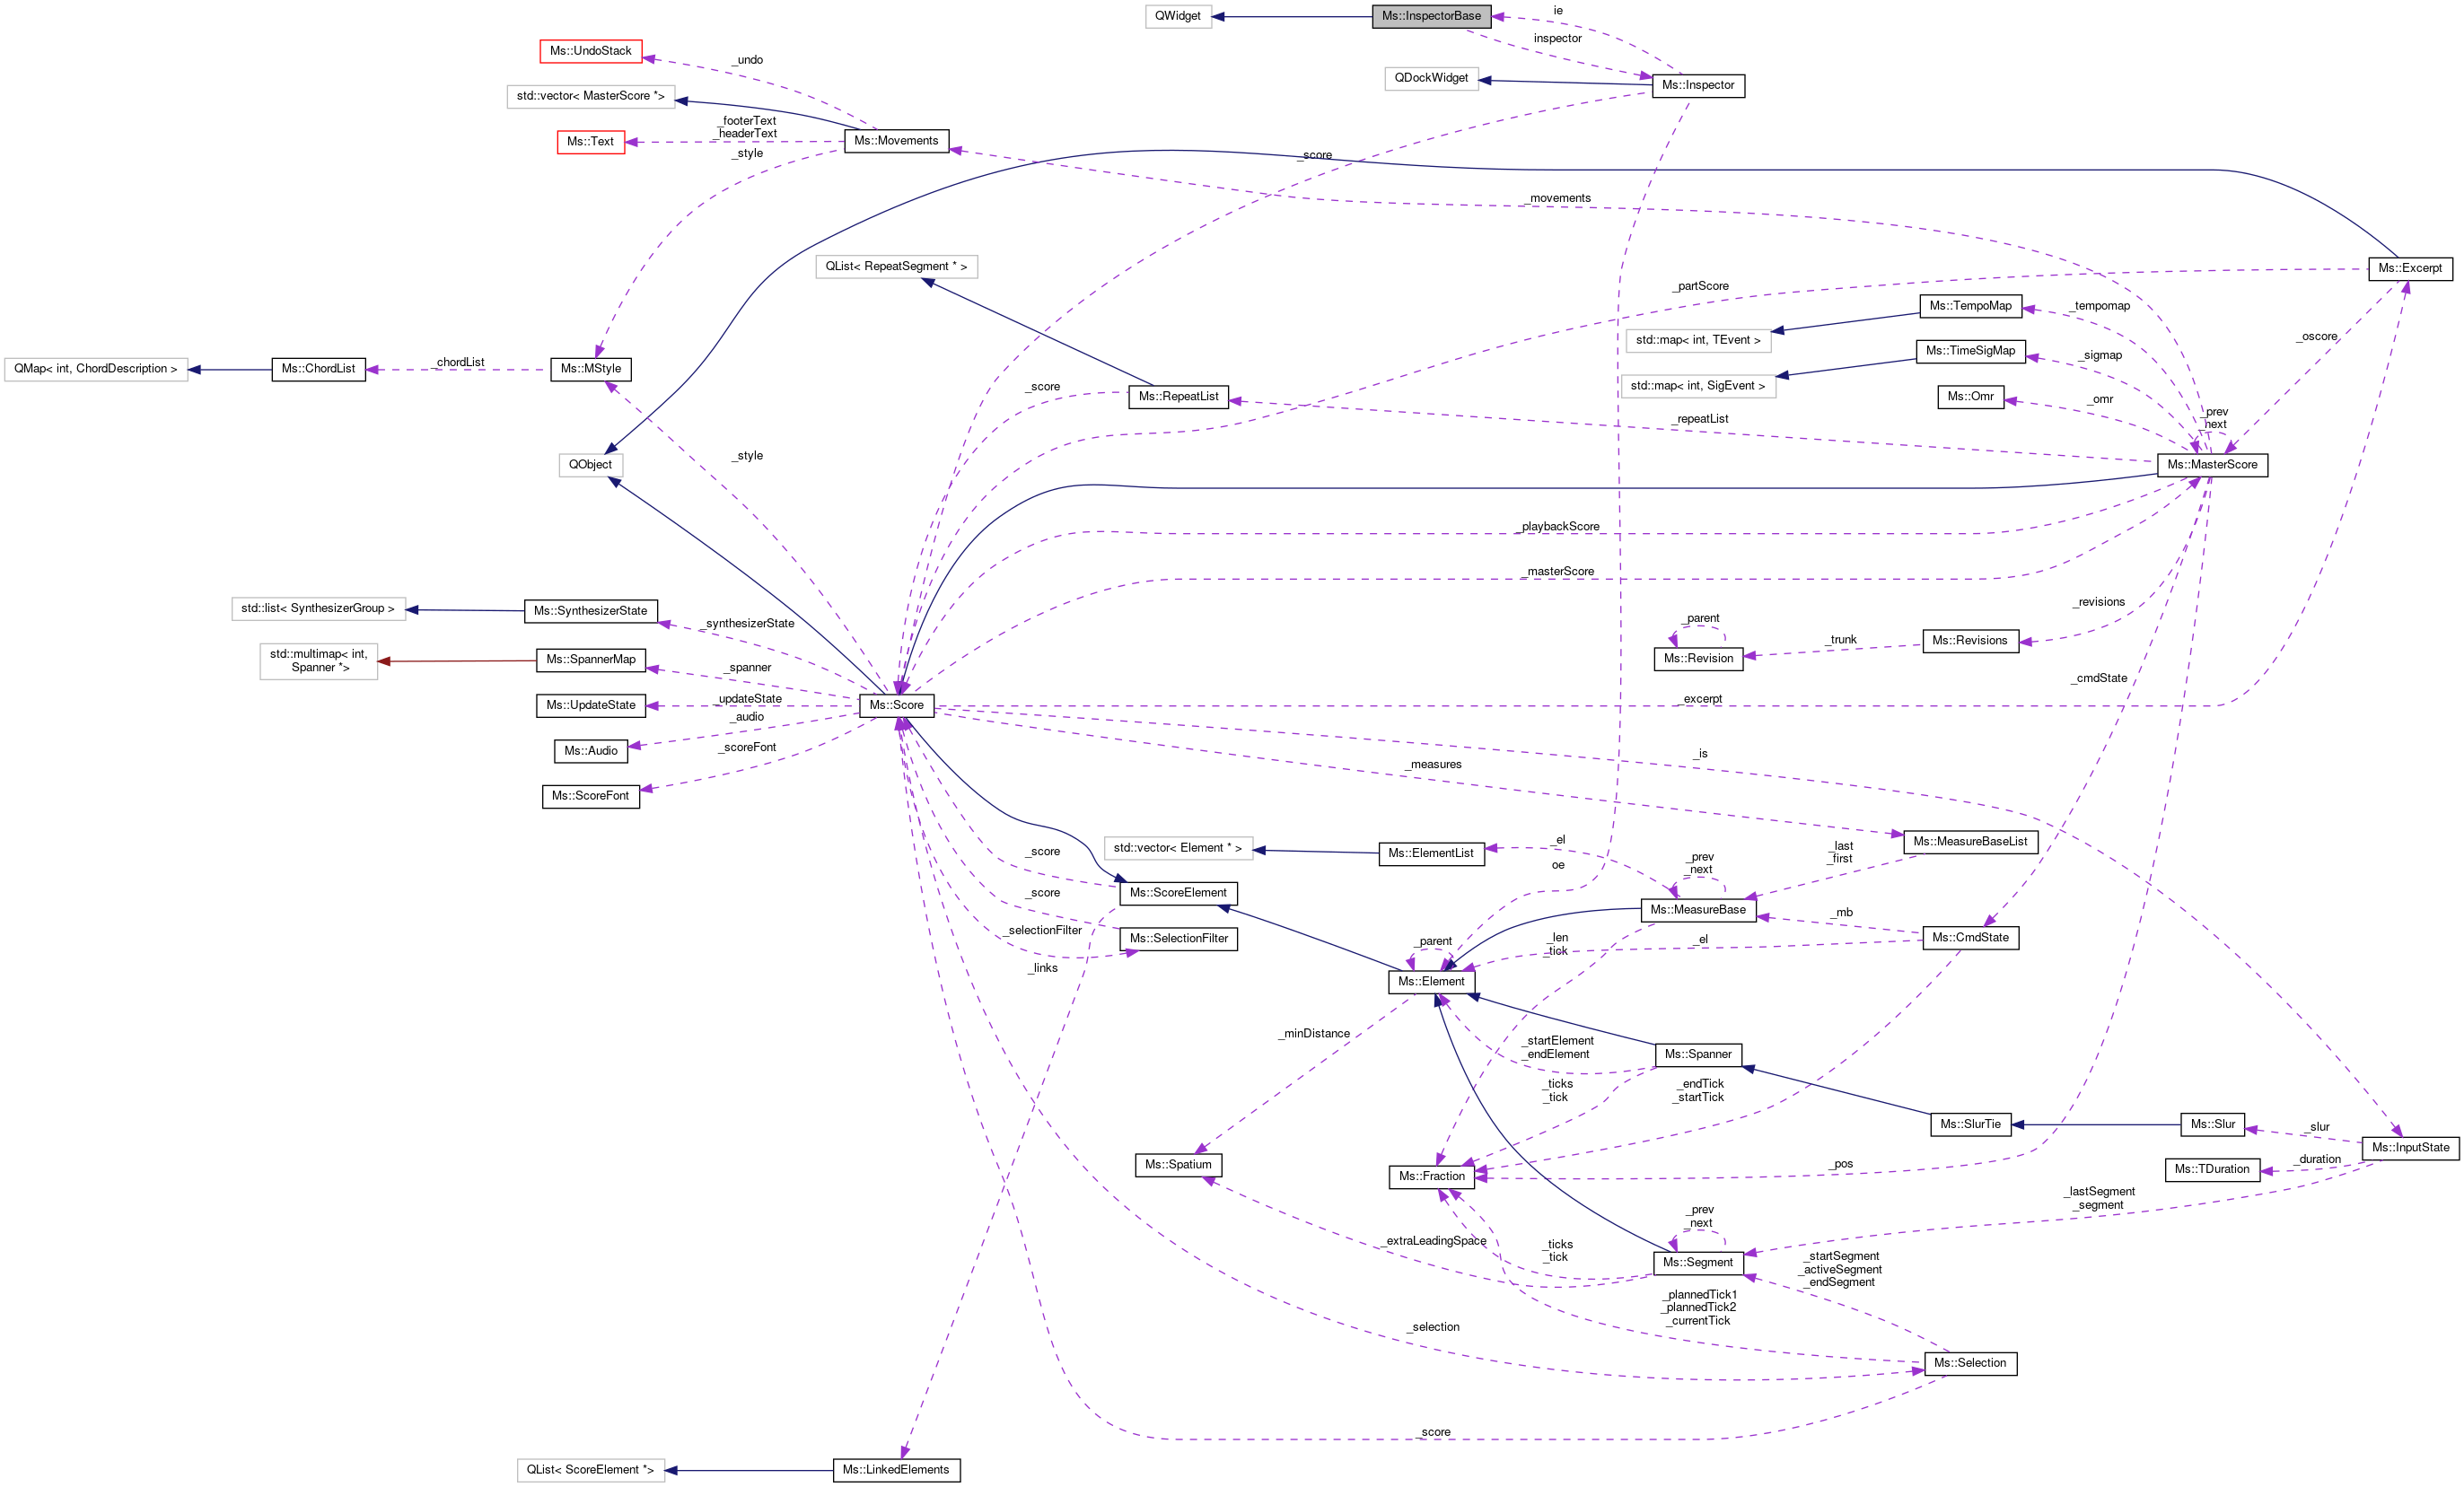 ie
QWidget
Ms::InspectorBase
inspector
Ms::UndoStack
_undo
QDockWidget
Ms::Inspector
std::vector< MasterScore *>
_footerText
_headerText
Ms::Text
Ms::Movements
_style
_score
_movements
QList< RepeatSegment * >
Ms::Excerpt
_partScore
Ms::TempoMap
_tempomap
std::map< int, TEvent >
_oscore
Ms::TimeSigMap
_sigmap
QMap< int, ChordDescription >
Ms::ChordList
_chordList
Ms::MStyle
_score
Ms::RepeatList
std::map< int, SigEvent >
Ms::Omr
_omr
_repeatList
_prev
_next
_style
QObject
Ms::MasterScore
_playbackScore
_masterScore
std::list< SynthesizerGroup >
Ms::SynthesizerState
_synthesizerState
_revisions
_parent
_trunk
Ms::Revisions
std::multimap< int,
Spanner *>
Ms::SpannerMap
_spanner
Ms::Revision
_cmdState
Ms::UpdateState
_updateState
Ms::Score
_excerpt
_audio
Ms::Audio
_scoreFont
_measures
_is
Ms::ScoreFont
std::vector< Element * >
Ms::ElementList
_el
_score
oe
_prev
_next
_last
_first
Ms::MeasureBaseList
_score
Ms::ScoreElement
Ms::MeasureBase
_mb
_selectionFilter
Ms::SelectionFilter
_parent
_len
_tick
_el
Ms::CmdState
_links
Ms::Element
_minDistance
_startElement
_endElement
Ms::Spanner
_ticks
_tick
_endTick
_startTick
Ms::SlurTie
Ms::Slur
_slur
Ms::InputState
Ms::Spatium
Ms::Fraction
_pos
Ms::TDuration
_duration
_lastSegment
_segment
_extraLeadingSpace
_ticks
_tick
_prev
_next
Ms::Segment
_startSegment
_activeSegment
_endSegment
_plannedTick1
_plannedTick2
_currentTick
_selection
Ms::Selection
_score
QList< ScoreElement *>
Ms::LinkedElements